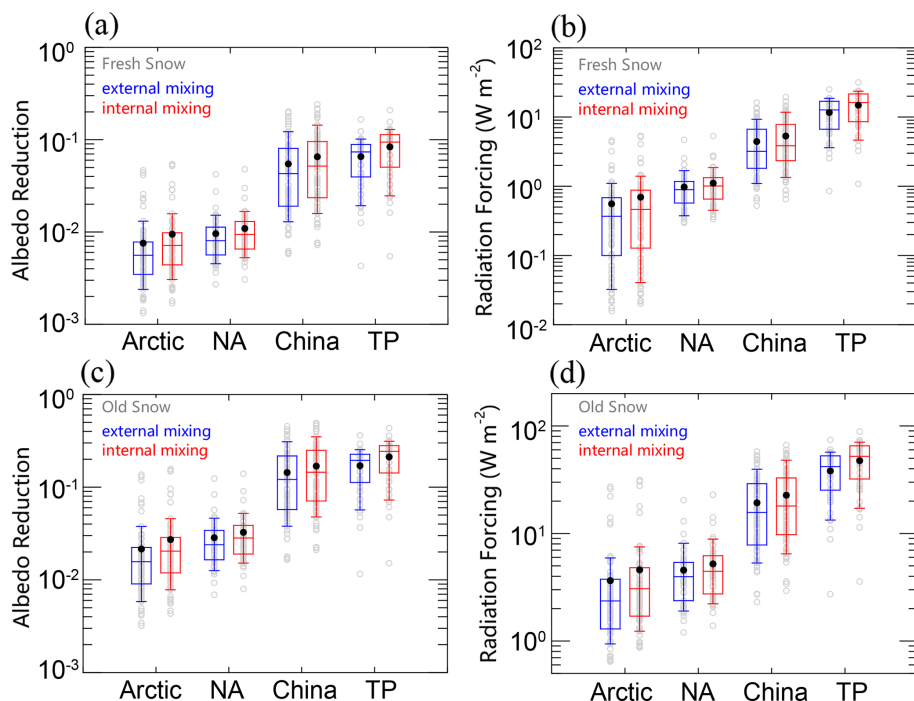 (a)
Fresh Snow
external mixing
internal mixing
Albedo Reduction
10^0
10^-1
10^-2
10^-3
Arctic NA China TP
(b)
Fresh Snow
external mixing
internal mixing
Radiation Forcing (W m^-2)
10^2
10^1
10^0
10^-1
10^-2
Arctic NA China TP
(c)
Old Snow
external mixing
internal mixing
Albedo Reduction
10^0
10^-1
10^-2
10^-3
Arctic NA China TP
(d)
Old Snow
external mixing
internal mixing
Radiation Forcing (W m^-2)
10^2
10^1
10^0
Arctic NA China TP